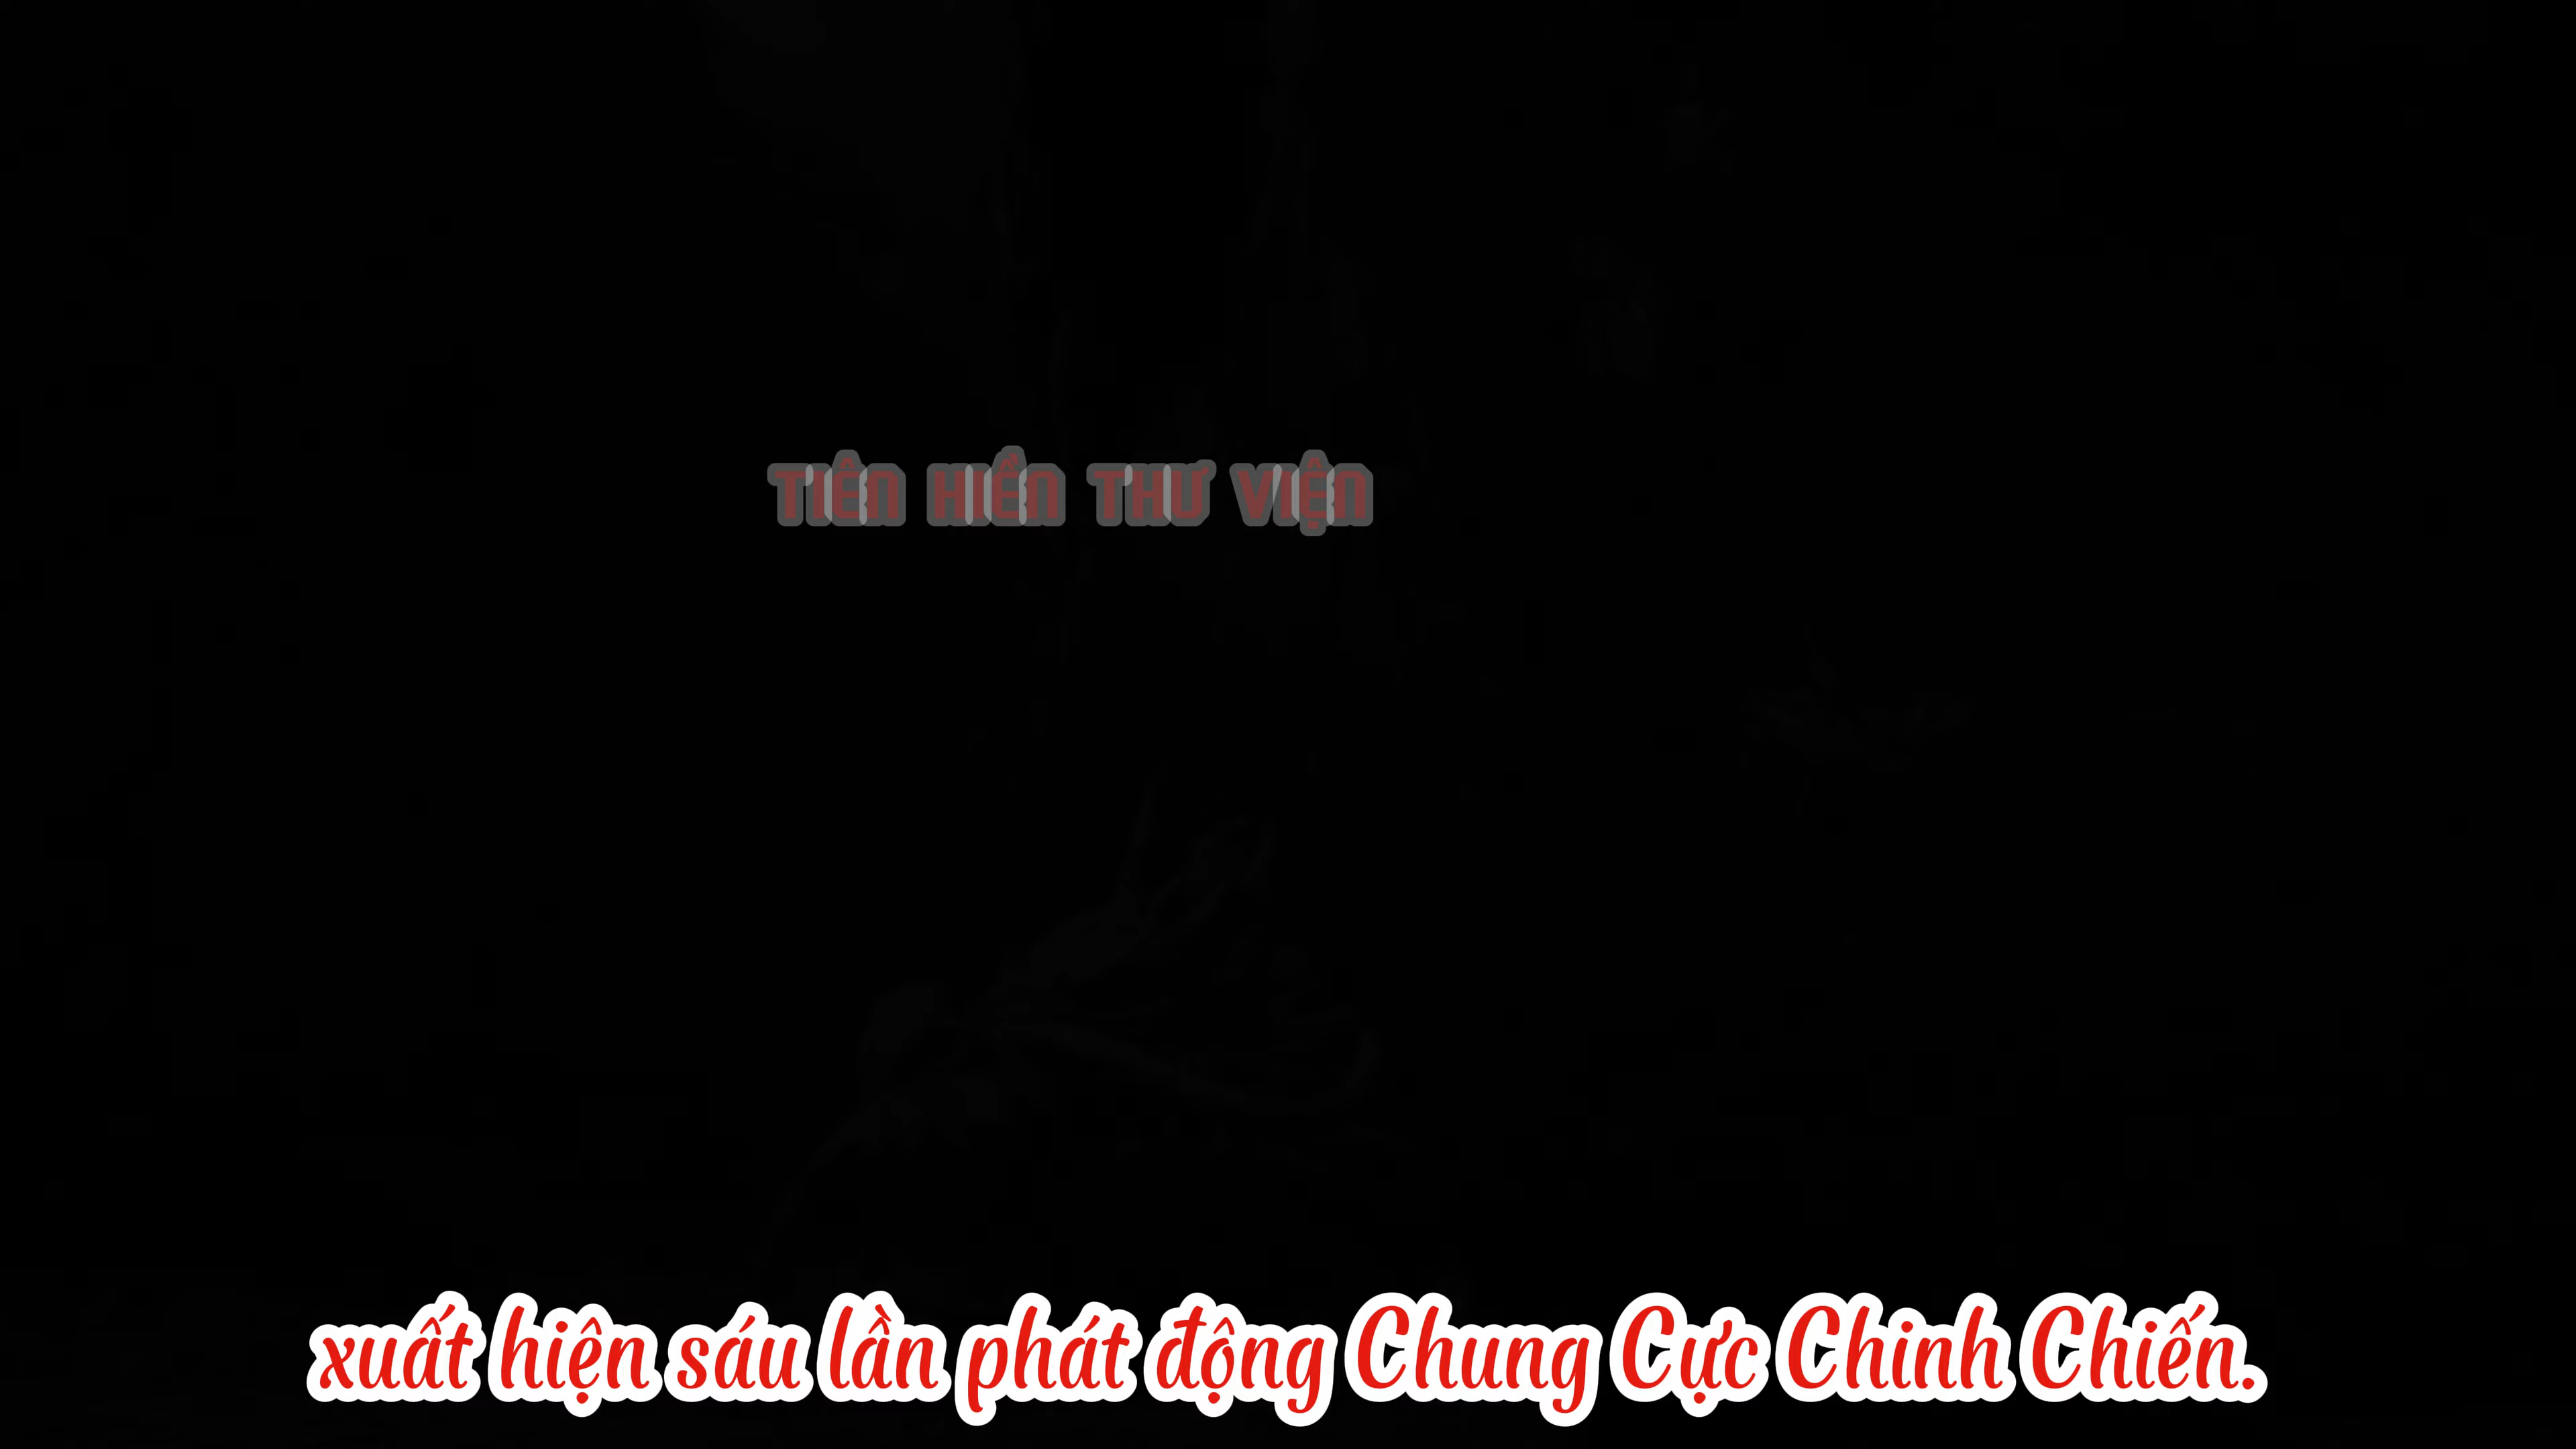 TIÊN HIỀN THƯ VIỆN
xuất hiện sáu lần phát động Chung Cực Chinh Chiến.